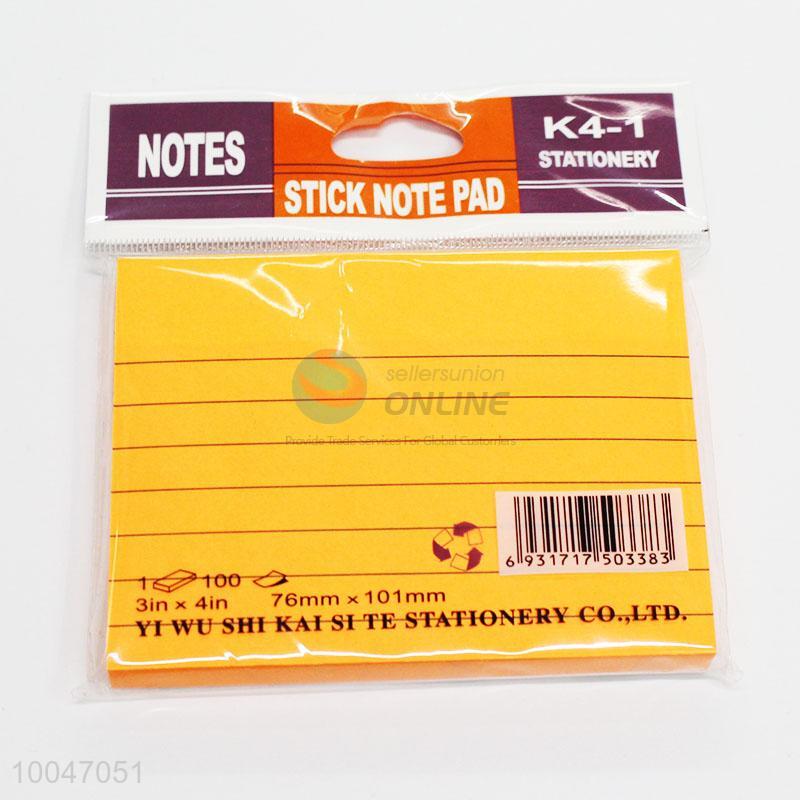 NOTES
STICK NOTE PAD
K4-1
STATIONERY
sellersunion
ONLINE
Provide Trade Services For Global Customers
6 931717 503383
1 100
3in × 4in 76mm × 101mm
YI WU SHI KAI SI TE STATIONERY CO.,LTD.
10047051